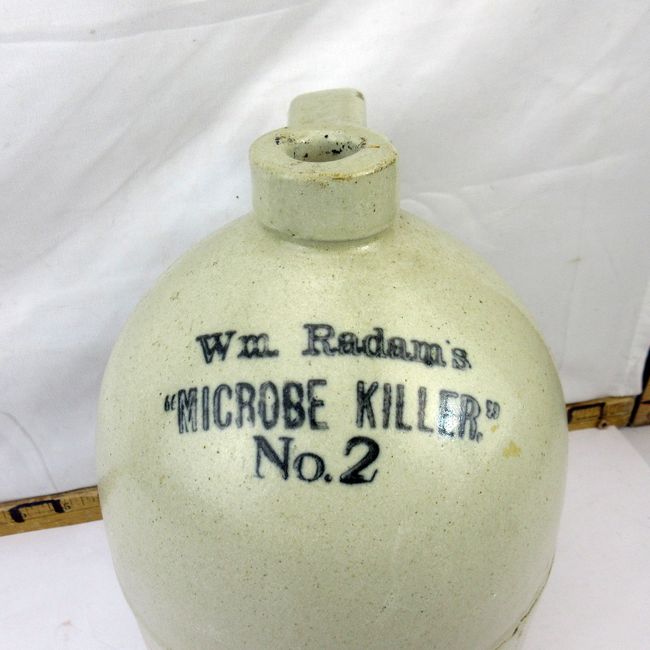 Wm. Radam's
"MICROBE KILLER."
No. 2